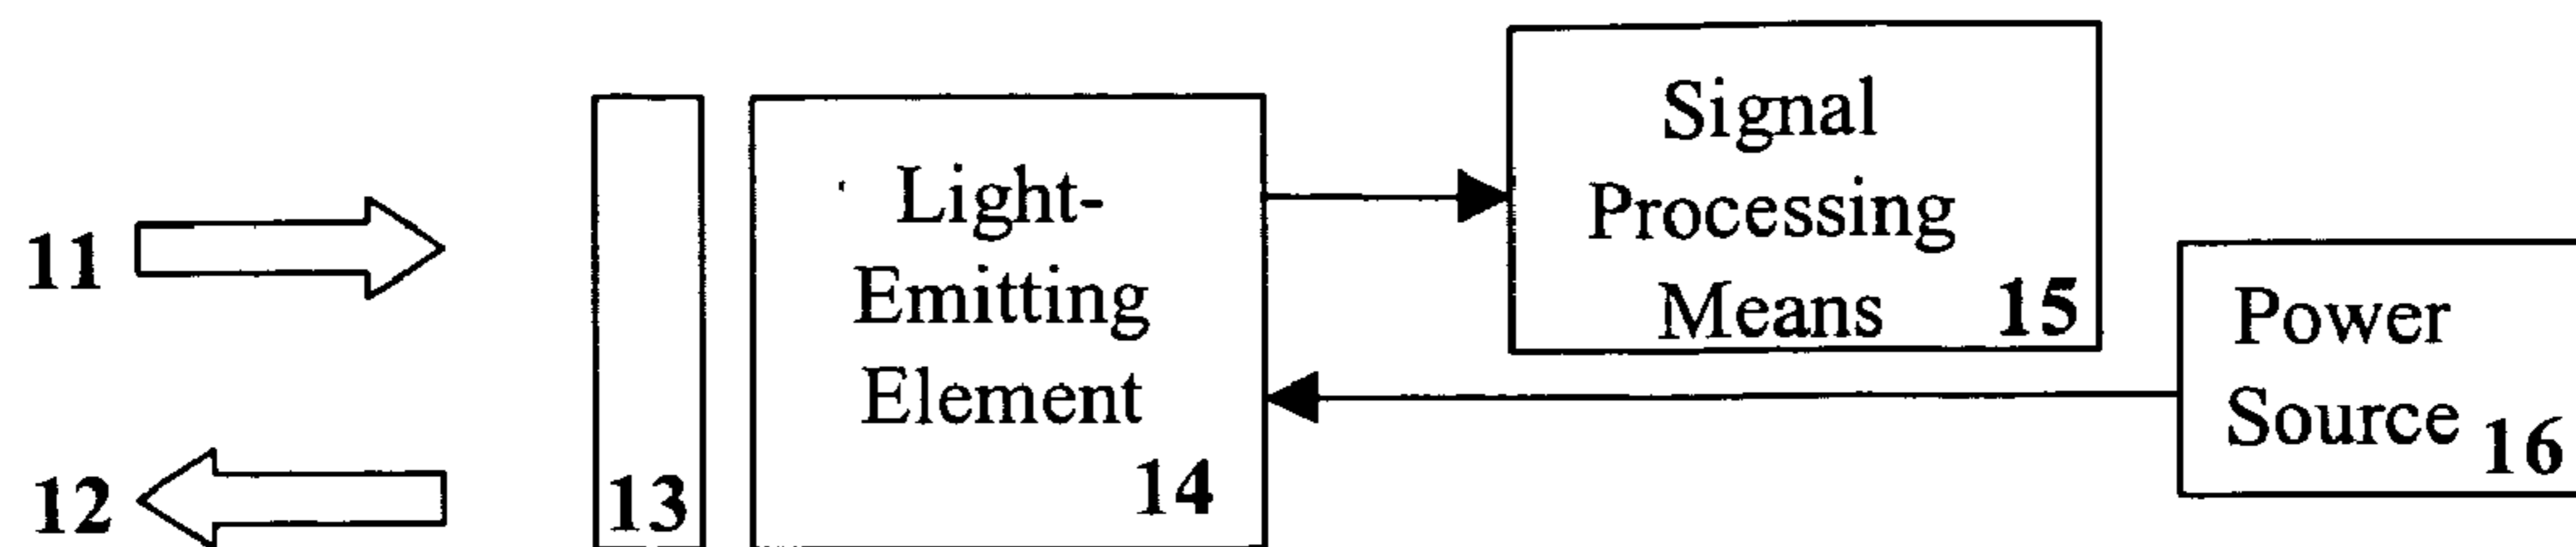 11
12
13
Light-
Emitting
Element
14
Signal
Processing
Means 15
Power
Source 16